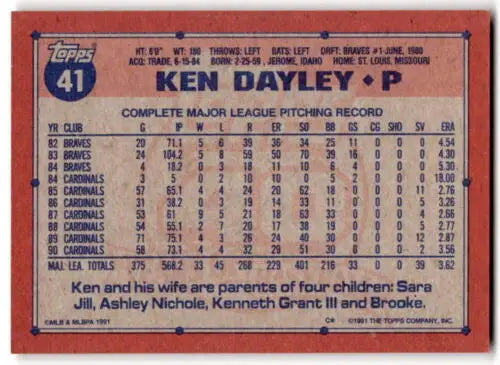 Topps
41
HT: 6'0" WT: 180 THROWS: LEFT BATS: LEFT DRFT: BRAVES #1-JUNE, 1980
ACQ: TRADE, 6-15-84 BORN: 2-25-59, JEROME, IDAHO HOME: ST. LOUIS, MISSOURI
KEN DAYLEY • P
COMPLETE MAJOR LEAGUE PITCHING RECORD
YR CLUB G IP W L R ER SO BB GS CG SHO SV ERA
82 BRAVES 20 71.1 5 6 39 36 34 25 11 0 0 0 4.54
83 BRAVES 24 104.2 5 8 59 50 70 39 16 0 0 0 4.30
84 BRAVES 4 18.2 0 3 18 11 10 6 4 0 0 0 5.30
84 CARDINALS 3 5 0 2 10 10 0 5 2 0 0 0
85 CARDINALS 57 65.1 4 4 24 20 62 18 0 0 0 11 2.76
86 CARDINALS 31 38.2 0 3 19 14 33 11 0 0 0 5 3.26
87 CARDINALS 53 61 9 5 21 18 63 33 0 0 0 4 2.66
88 CARDINALS 54 55.1 2 7 20 17 38 19 0 0 0 5 2.77
89 CARDINALS 71 75.1 4 3 26 24 40 30 0 0 0 12 2.87
90 CARDINALS 58 73.1 4 4 32 29 51 30 0 0 0 2 3.56
MAJ. LEA. TOTALS 375 568.2 33 45 268 229 401 216 33 0 0 39 3.62
Ken and his wife are parents of four children: Sara
Jill, Ashley Nichole, Kenneth Grant III and Brooke.
©MLB & MLBPA 1991 C* ©1991 THE TOPPS COMPANY, INC.